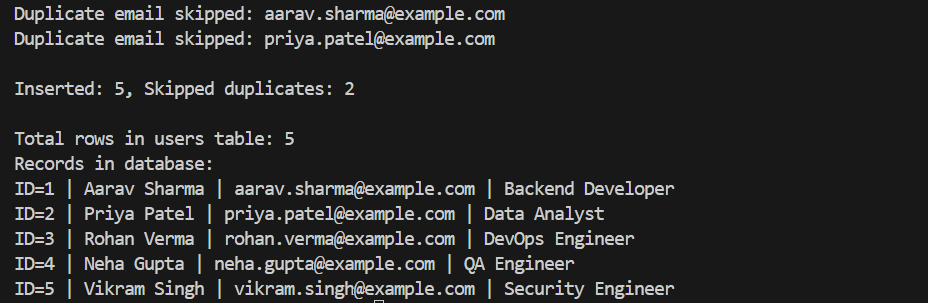 Duplicate email skipped: aarav.sharma@example.com
Duplicate email skipped: priya.patel@example.com
Inserted: 5, Skipped duplicates: 2
Total rows in users table: 5
Records in database:
ID=1 | Aarav Sharma | aarav.sharma@example.com | Backend Developer
ID=2 | Priya Patel | priya.patel@example.com | Data Analyst
ID=3 | Rohan Verma | rohan.verma@example.com | DevOps Engineer
ID=4 | Neha Gupta | neha.gupta@example.com | QA Engineer
ID=5 | Vikram Singh | vikram.singh@example.com | Security Engineer